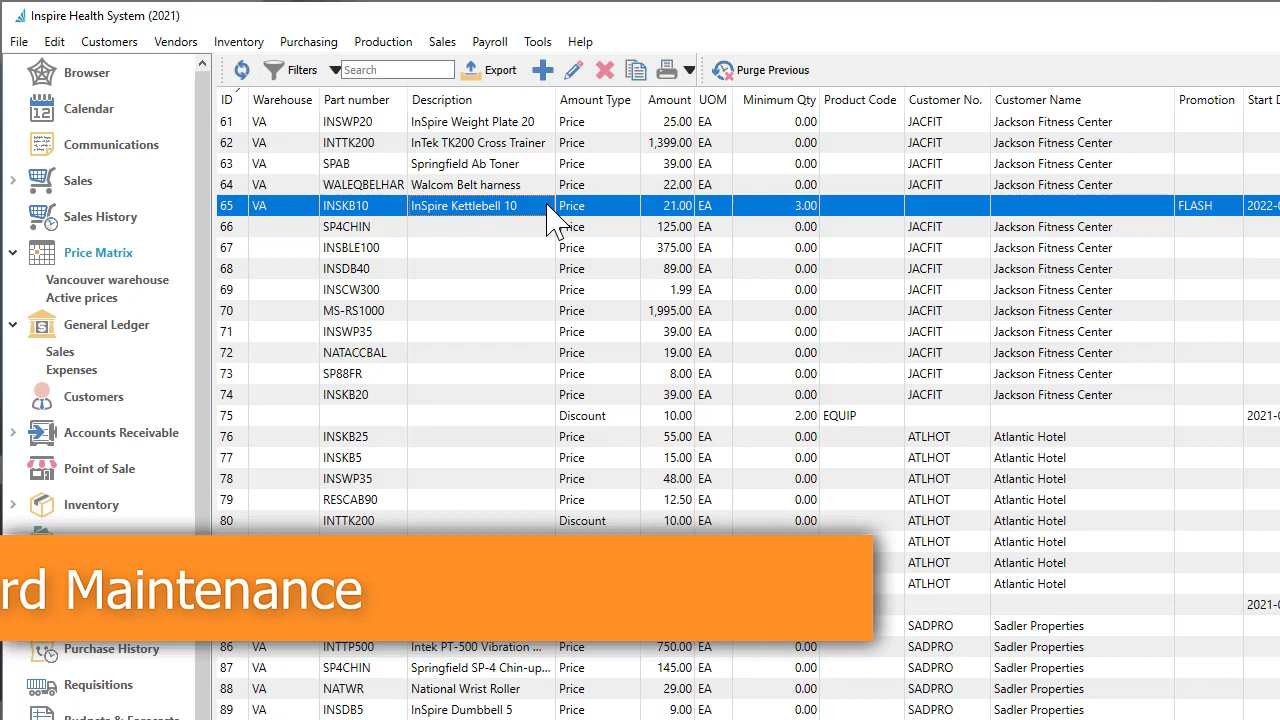 Inspire Health System (2021)
File Edit Customers Vendors Inventory Purchasing Production Sales Payroll Tools Help
Filters Search Export Purge Previous
Browser
Calendar
Communications
Sales
Sales History
Price Matrix
Vancouver warehouse
Active prices
General Ledger
Sales
Expenses
Customers
Accounts Receivable
Point of Sale
Inventory
Purchase History
Requisitions
ID Warehouse Part number Description Amount Type Amount UOM Minimum Qty Product Code Customer No. Customer Name Promotion Start
61 VA INSWP20 InSpire Weight Plate 20 Price 25.00 EA 0.00 JACFIT Jackson Fitness Center
62 VA INTTK200 InTek TK200 Cross Trainer Price 1,399.00 EA 0.00 JACFIT Jackson Fitness Center
63 VA SPAB Springfield Ab Toner Price 39.00 EA 0.00 JACFIT Jackson Fitness Center
64 VA WALEQBELHAR Walcom Belt harness Price 22.00 EA 0.00 JACFIT Jackson Fitness Center
65 VA INSKB10 InSpire Kettlebell 10 Price 21.00 EA 3.00 FLASH 2022-0
66 SP4CHIN Price 125.00 EA 0.00 JACFIT Jackson Fitness Center
67 INSBLE100 Price 375.00 EA 0.00 JACFIT Jackson Fitness Center
68 INSDB40 Price 89.00 EA 0.00 JACFIT Jackson Fitness Center
69 INSCW300 Price 1.99 EA 0.00 JACFIT Jackson Fitness Center
70 MS-RS1000 Price 1,995.00 EA 0.00 JACFIT Jackson Fitness Center
71 INSWP35 Price 39.00 EA 0.00 JACFIT Jackson Fitness Center
72 NATACCBAL Price 19.00 EA 0.00 JACFIT Jackson Fitness Center
73 SP88FR Price 8.00 EA 0.00 JACFIT Jackson Fitness Center
74 INSKB20 Price 39.00 EA 0.00 JACFIT Jackson Fitness Center
75 Discount 10.00 2.00 EQUIP 2021-0
76 INSKB25 Price 55.00 EA 0.00 ATLHOT Atlantic Hotel
77 INSKB5 Price 15.00 EA 0.00 ATLHOT Atlantic Hotel
78 INSWP35 Price 48.00 EA 0.00 ATLHOT Atlantic Hotel
79 RESCAB90 Price 12.50 EA 0.00 ATLHOT Atlantic Hotel
80 INTTK200 Discount 10.00 EA 0.00 ATLHOT Atlantic Hotel
ATLHOT Atlantic Hotel
ATLHOT Atlantic Hotel
ATLHOT Atlantic Hotel
2021-0
SADPRO Sadler Properties
86 VA INTTP500 Intek PT-500 Vibration ... Price 750.00 EA 0.00 SADPRO Sadler Properties
87 VA SP4CHIN Springfield SP-4 Chin-up... Price 145.00 EA 0.00 SADPRO Sadler Properties
88 VA NATWR National Wrist Roller Price 29.00 EA 0.00 SADPRO Sadler Properties
89 VA INSDB5 InSpire Dumbbell 5 Price 9.00 EA 0.00 SADPRO Sadler Properties
rd Maintenance